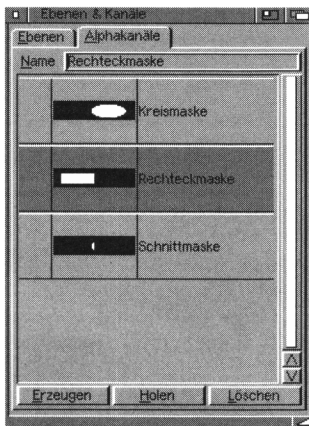 Ebenen & Kanäle
Ebenen Alphakanäle
Name Rechteckmaske
Kreismaske
Rechteckmaske
Schnittmaske
Erzeugen Holen Löschen